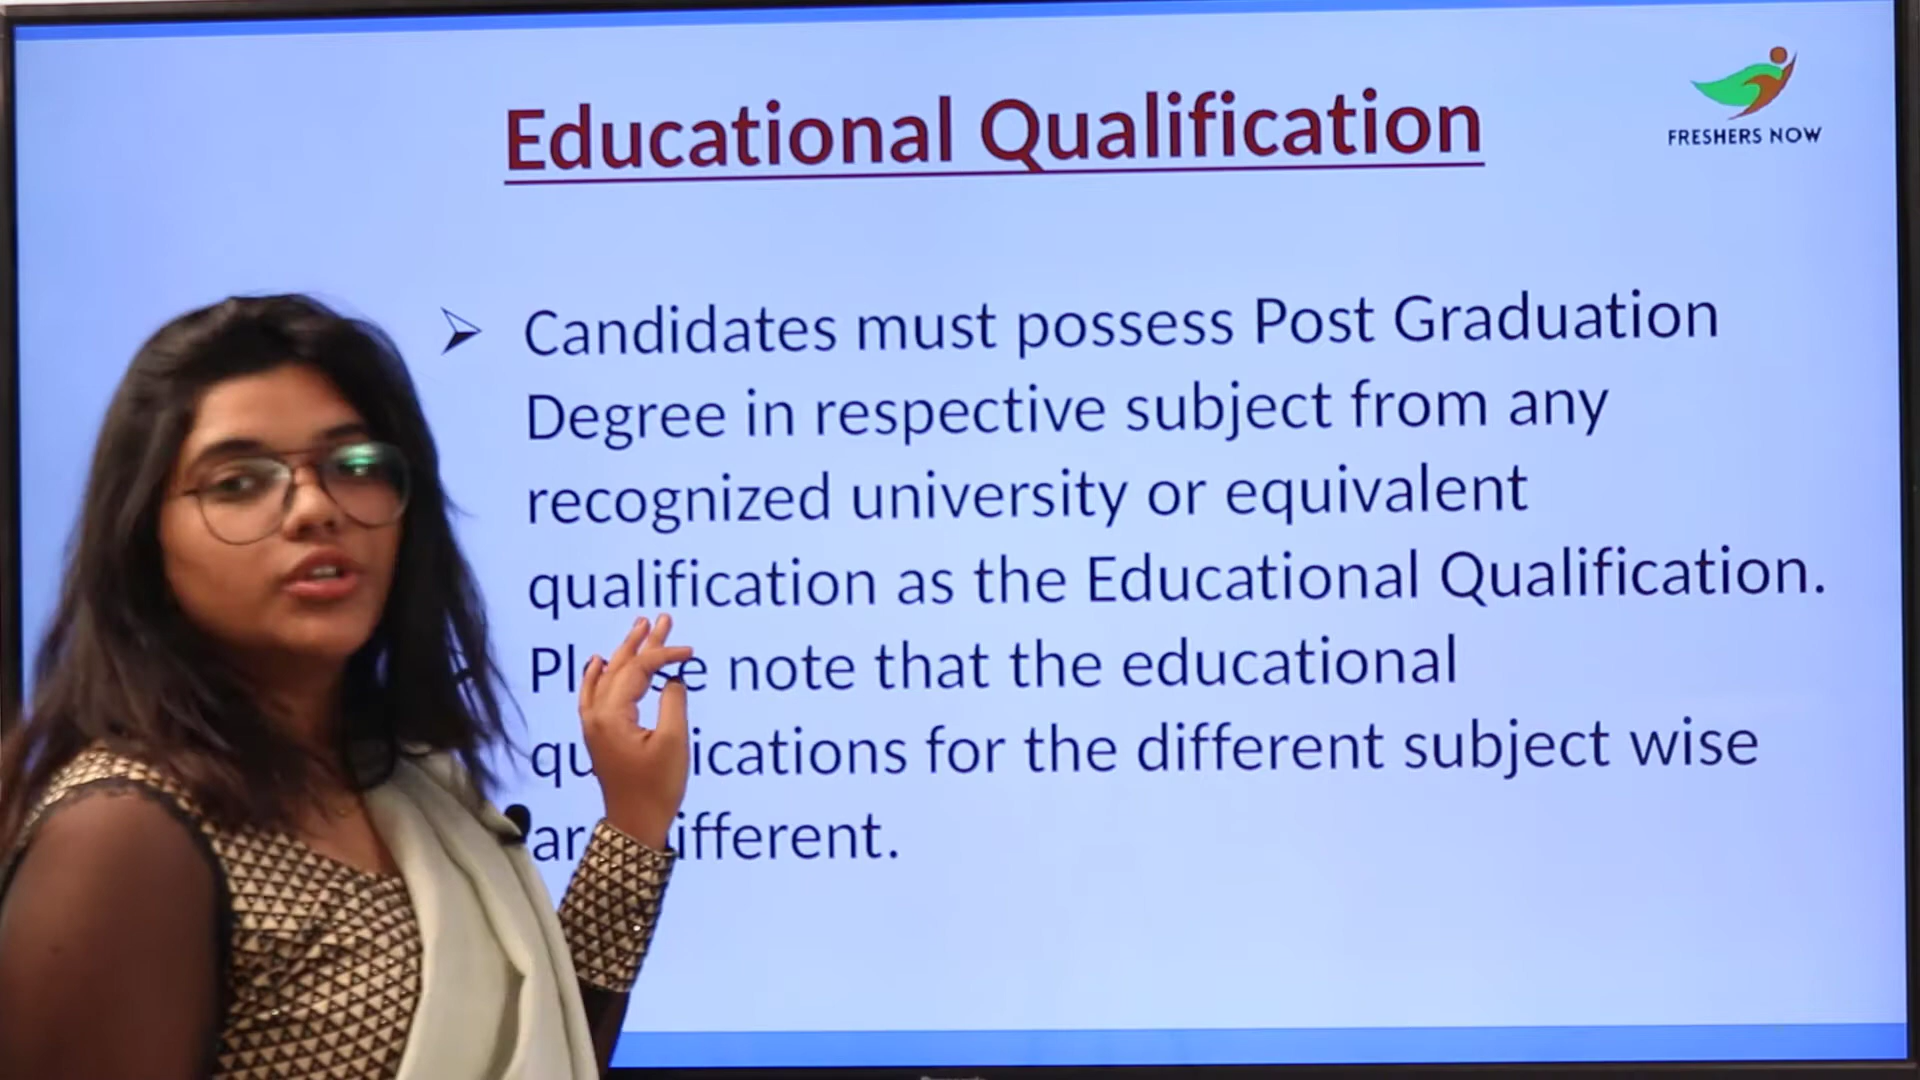 Educational Qualification
FRESHERS NOW
➢ Candidates must possess Post Graduation
Degree in respective subject from any
recognized university or equivalent
qualification as the Educational Qualification.
note that the educational
for the different subject wise